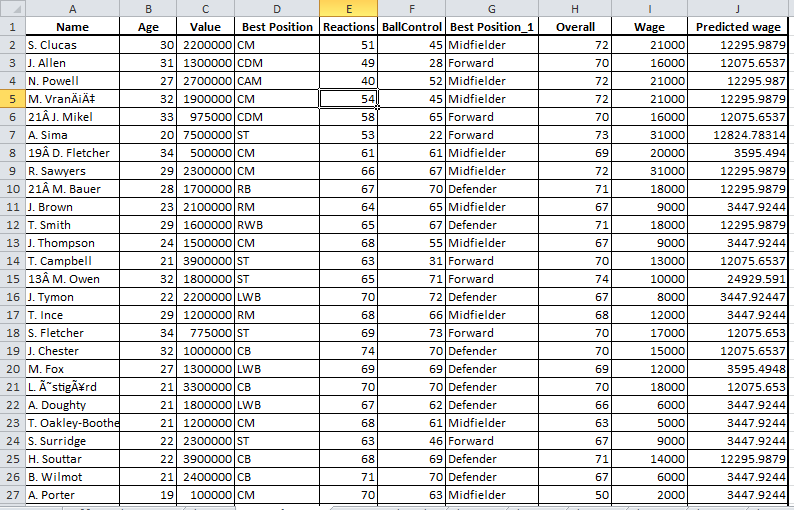 A B C D E F G H I J
1 Name Age Value Best Position Reactions BallControl Best Position_1 Overall Wage Predicted wage
2 S. Clucas 30 2200000 CM 51 45 Midfielder 72 21000 12295.9879
3 J. Allen 31 1300000 CDM 49 28 Forward 70 16000 12075.6537
4 N. Powell 27 2700000 CAM 40 52 Midfielder 72 21000 12295.987
5 M. VranÄiÄ‡ 32 1900000 CM 54 45 Midfielder 72 21000 12295.9879
6 21Â J. Mikel 33 975000 CDM 58 65 Forward 70 16000 12075.6537
7 A. Sima 20 7500000 ST 53 22 Forward 73 31000 12824.78314
8 19Â D. Fletcher 34 500000 CM 61 61 Midfielder 69 20000 3595.494
9 R. Sawyers 29 2300000 CM 66 67 Midfielder 72 31000 12295.9879
10 21Â M. Bauer 28 1700000 RB 67 70 Defender 71 18000 12295.9879
11 J. Brown 23 2100000 RM 64 65 Midfielder 67 9000 3447.9244
12 T. Smith 29 1600000 RWB 65 67 Defender 71 18000 12295.9879
13 J. Thompson 24 1500000 CM 68 55 Midfielder 67 9000 3447.9244
14 T. Campbell 21 3900000 ST 63 31 Forward 70 13000 12075.6537
15 13Â M. Owen 32 1800000 ST 65 71 Forward 74 10000 24929.591
16 J. Tymon 22 2200000 LWB 70 72 Defender 67 8000 3447.92447
17 T. Ince 29 1200000 RM 68 66 Midfielder 68 12000 3447.9244
18 S. Fletcher 34 775000 ST 69 73 Forward 70 17000 12075.653
19 J. Chester 32 1000000 CB 74 70 Defender 70 15000 12075.6537
20 M. Fox 27 1300000 LWB 69 69 Defender 69 12000 3595.4948
21 L. Ã˜stigÃ¥rd 21 3300000 CB 70 70 Defender 70 18000 12075.653
22 A. Doughty 21 1800000 LWB 67 62 Defender 66 6000 3447.9244
23 T. Oakley-Boothe 21 1200000 CM 68 61 Midfielder 63 5000 3447.9244
24 S. Surridge 22 2300000 ST 63 46 Forward 67 9000 3447.9244
25 H. Souttar 22 3900000 CB 68 69 Defender 71 14000 12295.9879
26 B. Wilmot 21 2400000 CB 71 70 Defender 67 6000 3447.9244
27 A. Porter 19 100000 CM 70 63 Midfielder 50 2000 3447.9244